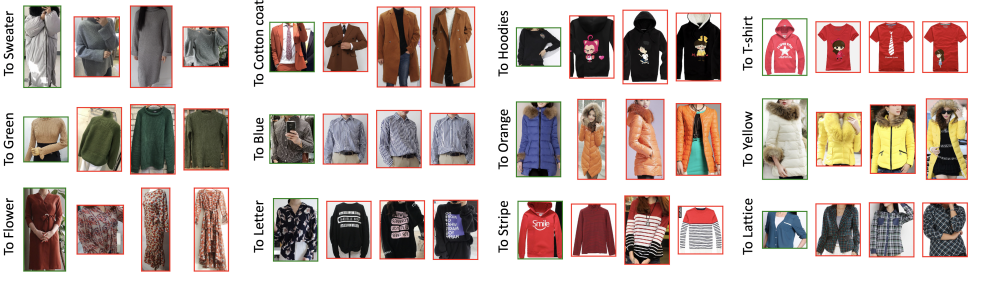 To Sweater
To Cotton coat
To Hoodies
To T-shirt
To Green
To Blue
To Orange
To Yellow
To Flower
To Letter
To Stripe
Smile
To Lattice